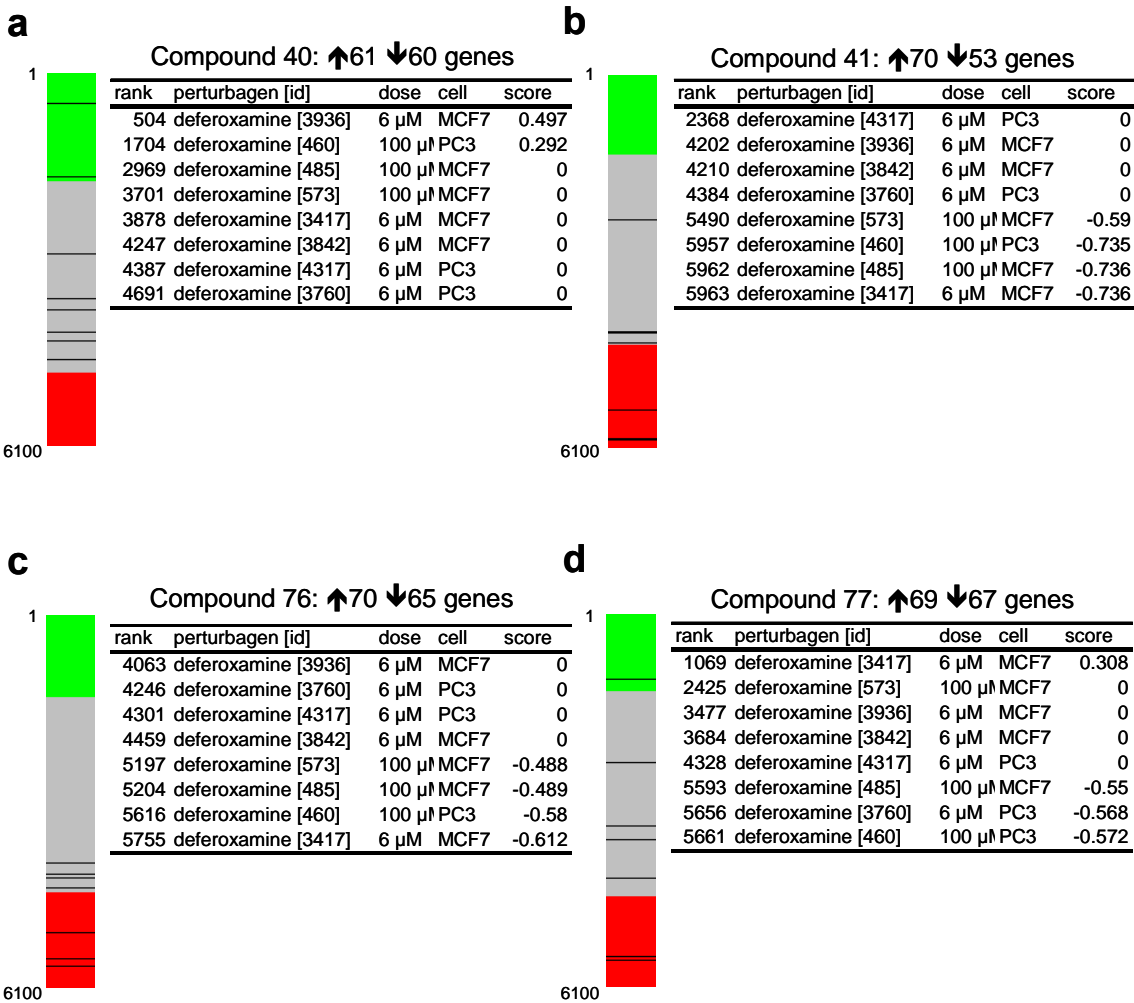 a
Compound 40: ↑61 ↓60 genes
1
rank perturbagen [id] dose cell score
504 deferoxamine [3936] 6 µM MCF7 0.497
1704 deferoxamine [460] 100 µM PC3 0.292
2969 deferoxamine [485] 100 µM MCF7 0
3701 deferoxamine [573] 100 µM MCF7 0
3878 deferoxamine [3417] 6 µM MCF7 0
4247 deferoxamine [3842] 6 µM MCF7 0
4387 deferoxamine [4317] 6 µM PC3 0
4691 deferoxamine [3760] 6 µM PC3 0
6100
b
Compound 41: ↑70 ↓53 genes
1
rank perturbagen [id] dose cell score
2368 deferoxamine [4317] 6 µM PC3 0
4202 deferoxamine [3936] 6 µM MCF7 0
4210 deferoxamine [3842] 6 µM MCF7 0
4384 deferoxamine [3760] 6 µM PC3 0
5490 deferoxamine [573] 100 µM MCF7 -0.59
5957 deferoxamine [460] 100 µM PC3 -0.735
5962 deferoxamine [485] 100 µM MCF7 -0.736
5963 deferoxamine [3417] 6 µM MCF7 -0.736
6100
c
Compound 76: ↑70 ↓65 genes
1
rank perturbagen [id] dose cell score
4063 deferoxamine [3936] 6 µM MCF7 0
4246 deferoxamine [3760] 6 µM PC3 0
4301 deferoxamine [4317] 6 µM PC3 0
4459 deferoxamine [3842] 6 µM MCF7 0
5197 deferoxamine [573] 100 µM MCF7 -0.488
5204 deferoxamine [485] 100 µM MCF7 -0.489
5616 deferoxamine [460] 100 µM PC3 -0.58
5755 deferoxamine [3417] 6 µM MCF7 -0.612
6100
d
Compound 77: ↑69 ↓67 genes
1
rank perturbagen [id] dose cell score
1069 deferoxamine [3417] 6 µM MCF7 0.308
2425 deferoxamine [573] 100 µM MCF7 0
3477 deferoxamine [3936] 6 µM MCF7 0
3684 deferoxamine [3842] 6 µM MCF7 0
4328 deferoxamine [4317] 6 µM PC3 0
5593 deferoxamine [485] 100 µM MCF7 -0.55
5656 deferoxamine [3760] 6 µM PC3 -0.568
5661 deferoxamine [460] 100 µM PC3 -0.572
6100